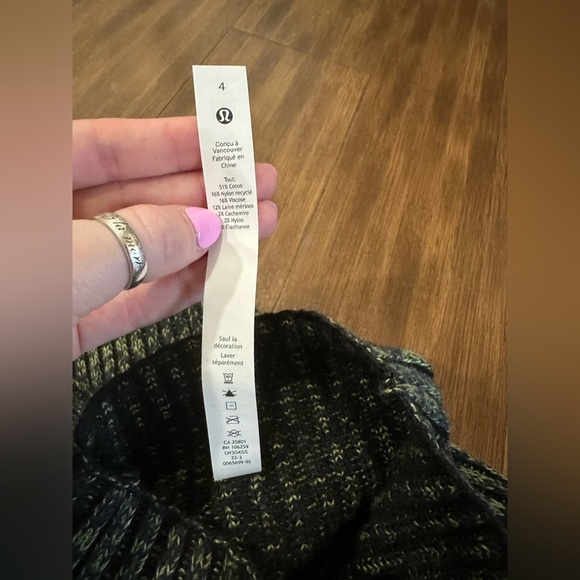 4
Conçu à
Vancouver
Fabriqué en
Chine
Tout:
51% Coton
16% Nylon recyclé
16% Viscose
12% Laine mérinos
2% Cachemire
2% Nylon
% Élasthanne
Sauf la
décoration
Laver
séparément
CA 35801
RN 106259
LW3GKGS
22-3